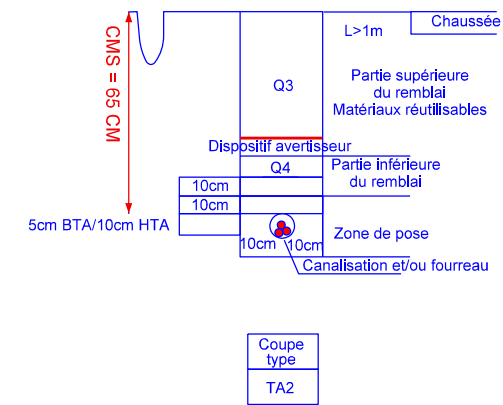 Chaussée
L>1m
CMS = 65 CM
Q3
Partie supérieure
du remblai
Matériaux réutilisables
Dispositif avertisseur
Q4
Partie inférieure
du remblai
10cm
10cm
5cm BTA/10cm HTA
Zone de pose
10cm 10cm
Canalisation et/ou fourreau
Coupe
type
TA2